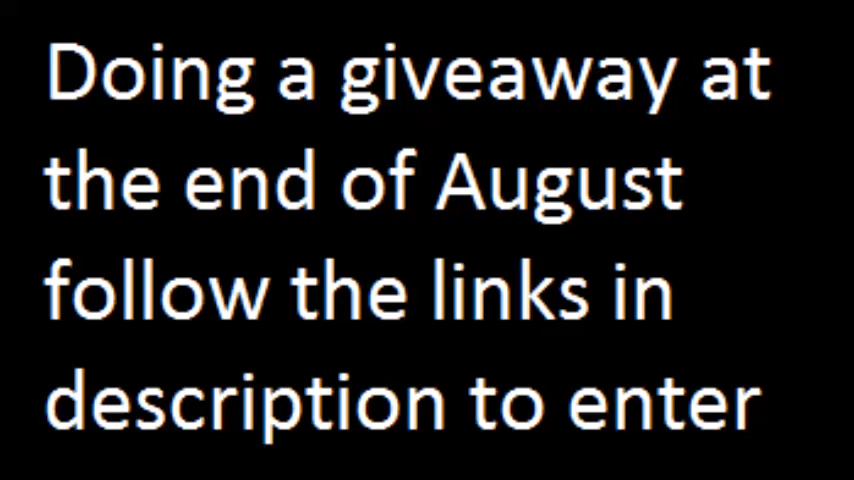 Doing a giveaway at
the end of August
follow the links in
description to enter